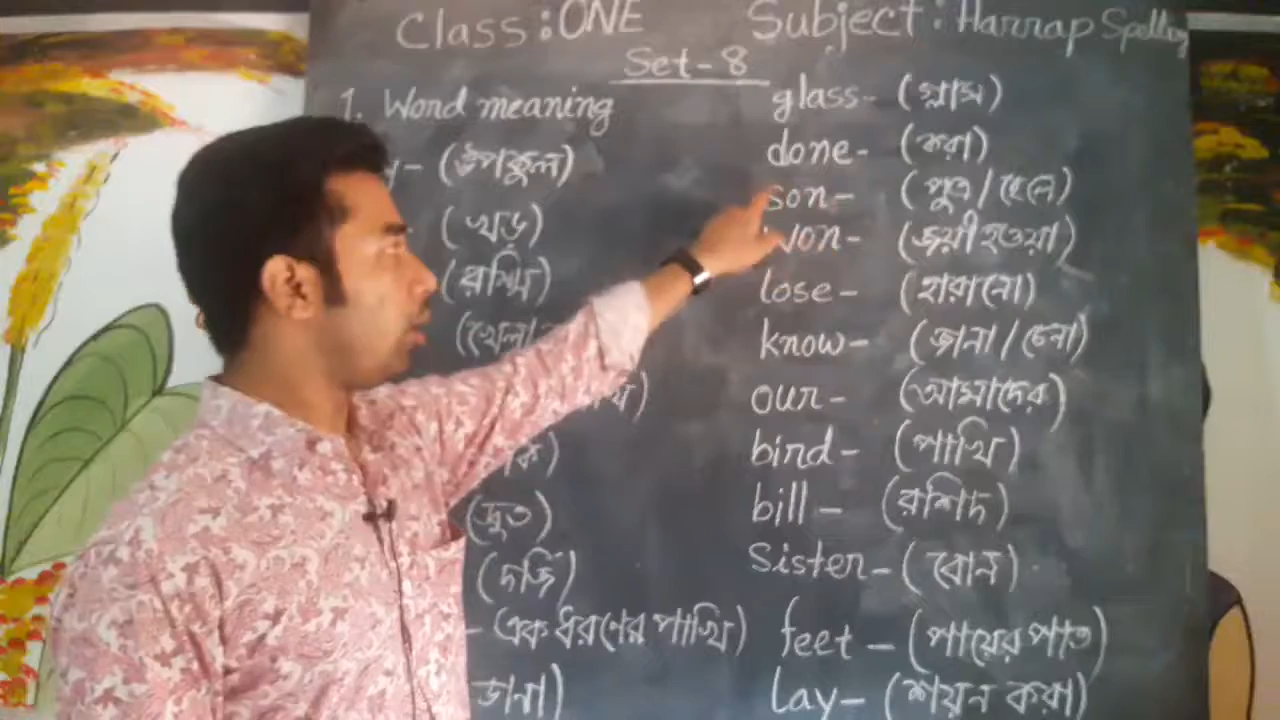 Class: ONE Subject: Harrap Spelling
Set-8
1. Word meaning
y- (উপকুল)
(খড়)
(রশ্মি)
(খেলা
(দ্রুত)
(দর্জি)
- এক ধরণের পাখি)
ডানা)
glass- (গ্লাস)
done- (করা)
son- (পুত্র/ছেলে)
won- (জয়ী হওয়া)
lose- (হারানো)
know- (জানা/চেনা)
our- (আমাদের)
bird- (পাখি)
bill- (রশিদ)
Sister- (বোন)
feet- (পায়ের পাত)
Lay- (শয়ন করা)